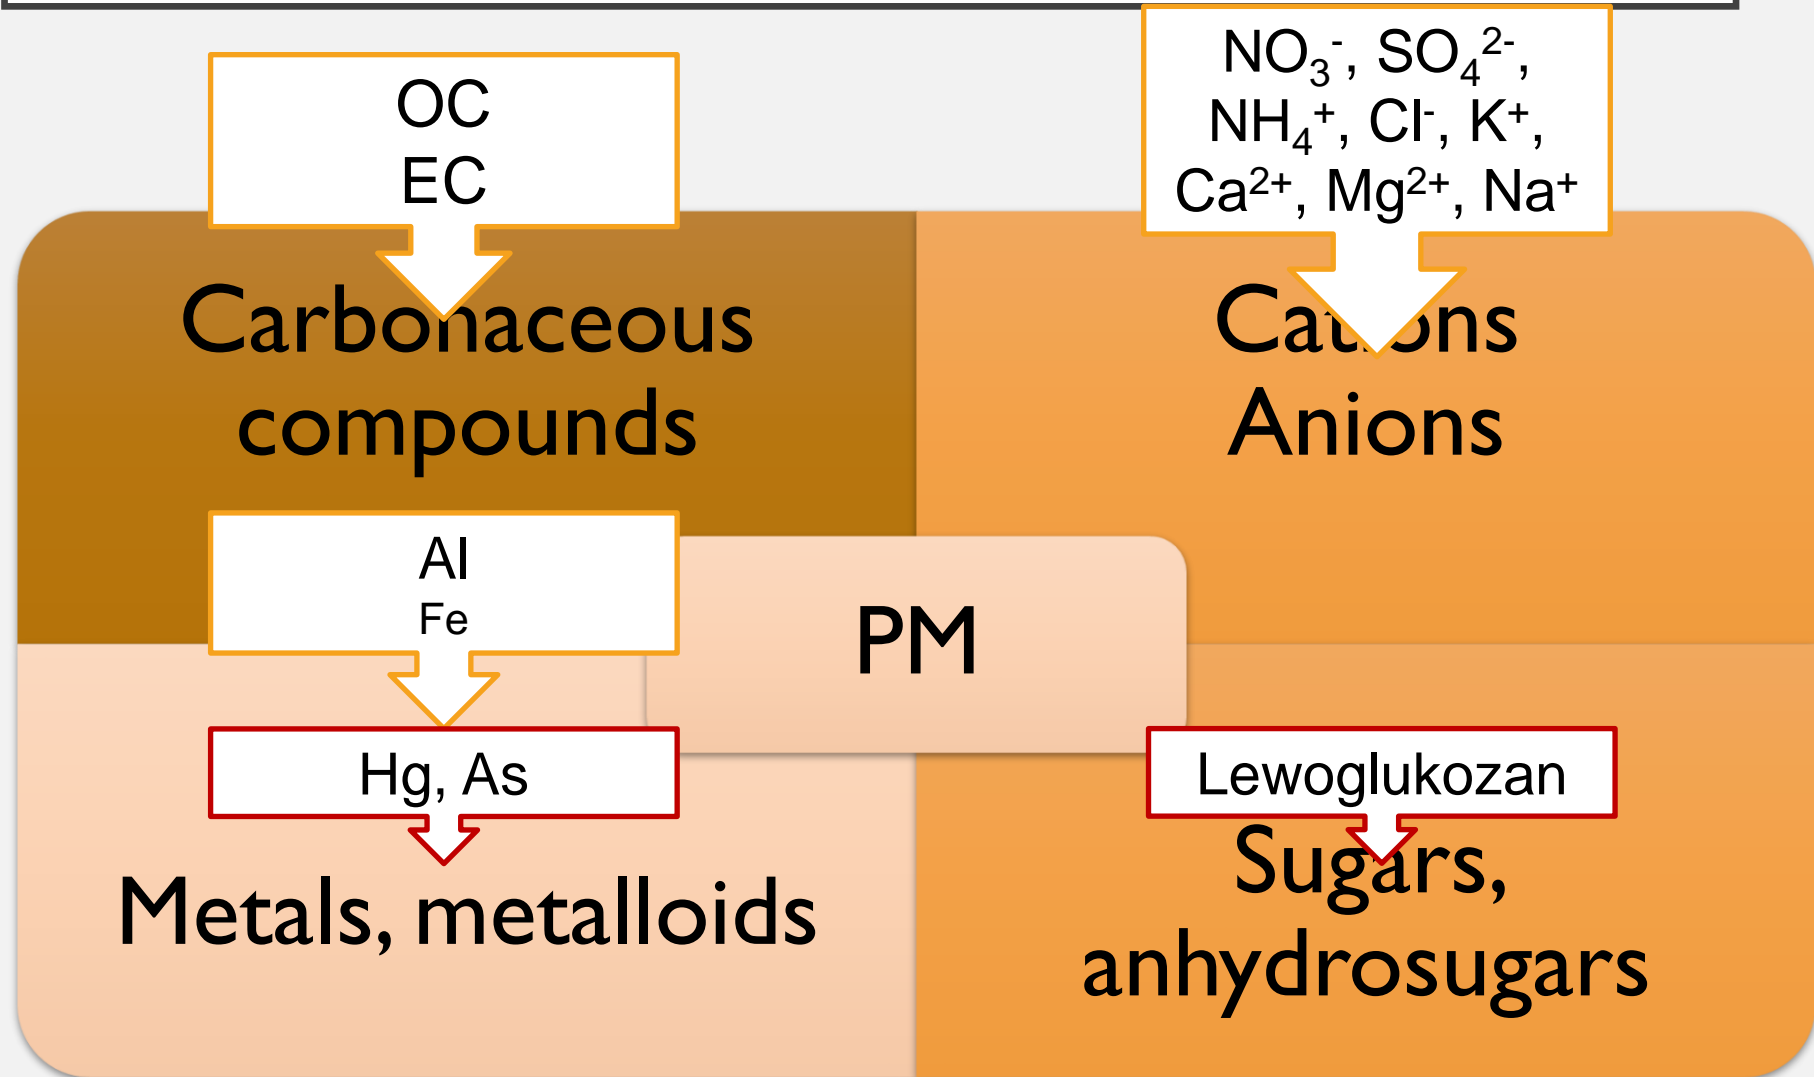 OC
EC
NO₃⁻, SO₄²⁻,
NH₄⁺, Cl⁻, K⁺,
Ca²⁺, Mg²⁺, Na⁺
Carbonaceous
compounds
Cations
Anions
Al
Fe
PM
Hg, As
Metals, metalloids
Lewoglukozan
Sugars,
anhydrosugars